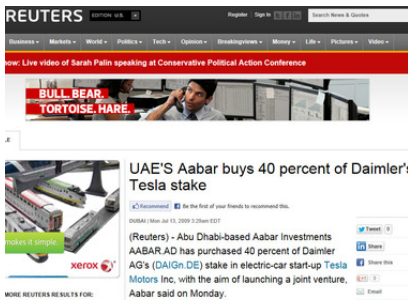 REUTERS EDITION: U.S.
Register Sign In Search News & Quotes
Business Markets World Politics Tech Opinion Breakingviews Money Life Pictures Video
now: Live video of Sarah Palin speaking at Conservative Political Action Conference
BULL. BEAR.
TORTOISE. HARE.
LE
UAE'S Aabar buys 40 percent of Daimler's
Tesla stake
Recommend Be the first of your friends to recommend this.
DUBAI | Mon Jul 13, 2009 3:28am EDT
(Reuters) - Abu Dhabi-based Aabar Investments
AABAR.AD has purchased 40 percent of Daimler
AG's (DAIGn.DE) stake in electric-car start-up Tesla
Motors Inc, with the aim of launching a joint venture,
Aabar said on Monday.
Tweet 0
Share
Share this
Email
makes it simple.
xerox
MORE REUTERS RESULTS FOR: